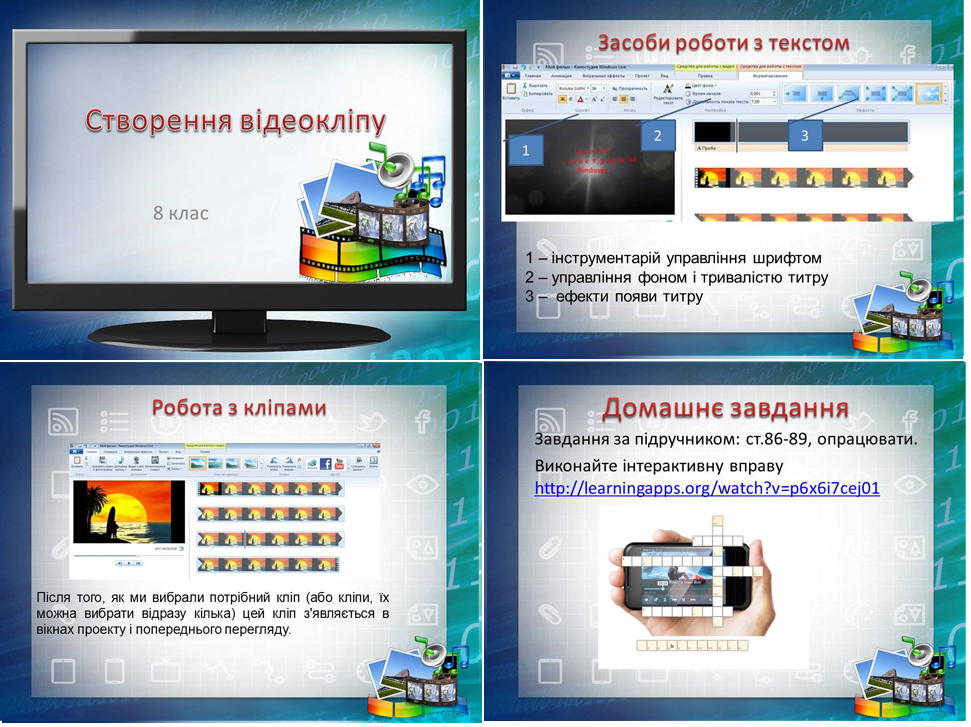 Створення відеокліпу
8 клас
Засоби роботи з текстом
1
2
3
1 – інструментарій управління шрифтом
2 – управління фоном і тривалістю титру
3 – ефекти появи титру
Робота з кліпами
Після того, як ми вибрали потрібний кліп (або кліпи, їх
можна вибрати відразу кілька) цей кліп з'являється в
вікнах проекту і попереднього перегляду.
Домашнє завдання
Завдання за підручником: ст.86-89, опрацювати.
Виконайте інтерактивну вправу
http://learningapps.org/watch?v=p6x6i7cej01